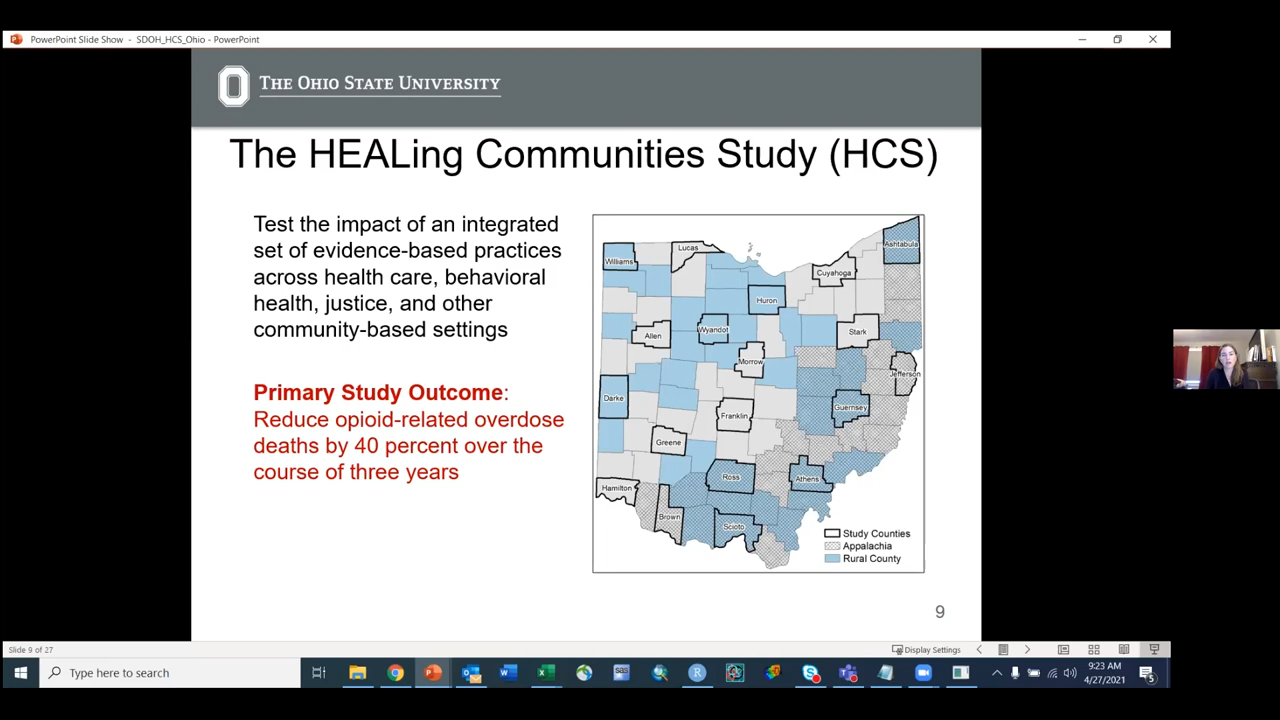 PowerPoint Slide Show - SDOH_HCS_Ohio - PowerPoint
THE OHIO STATE UNIVERSITY
The HEALing Communities Study (HCS)
Test the impact of an integrated
set of evidence-based practices
across health care, behavioral
health, justice, and other
community-based settings
Primary Study Outcome:
Reduce opioid-related overdose
deaths by 40 percent over the
course of three years
Ashtabula
Lucas
Williams
Cuyahoga
Huron
Wyandot
Stark
Allen
Morrow
Jefferson
Darke
Guernsey
Franklin
Greene
Ross
Athens
Hamilton
Brown
Scioto
Study Counties
Appalachia
Rural County
9
Slide 9 of 27
Display Settings
Type here to search
sas
R
9:23 AM
4/27/2021
5